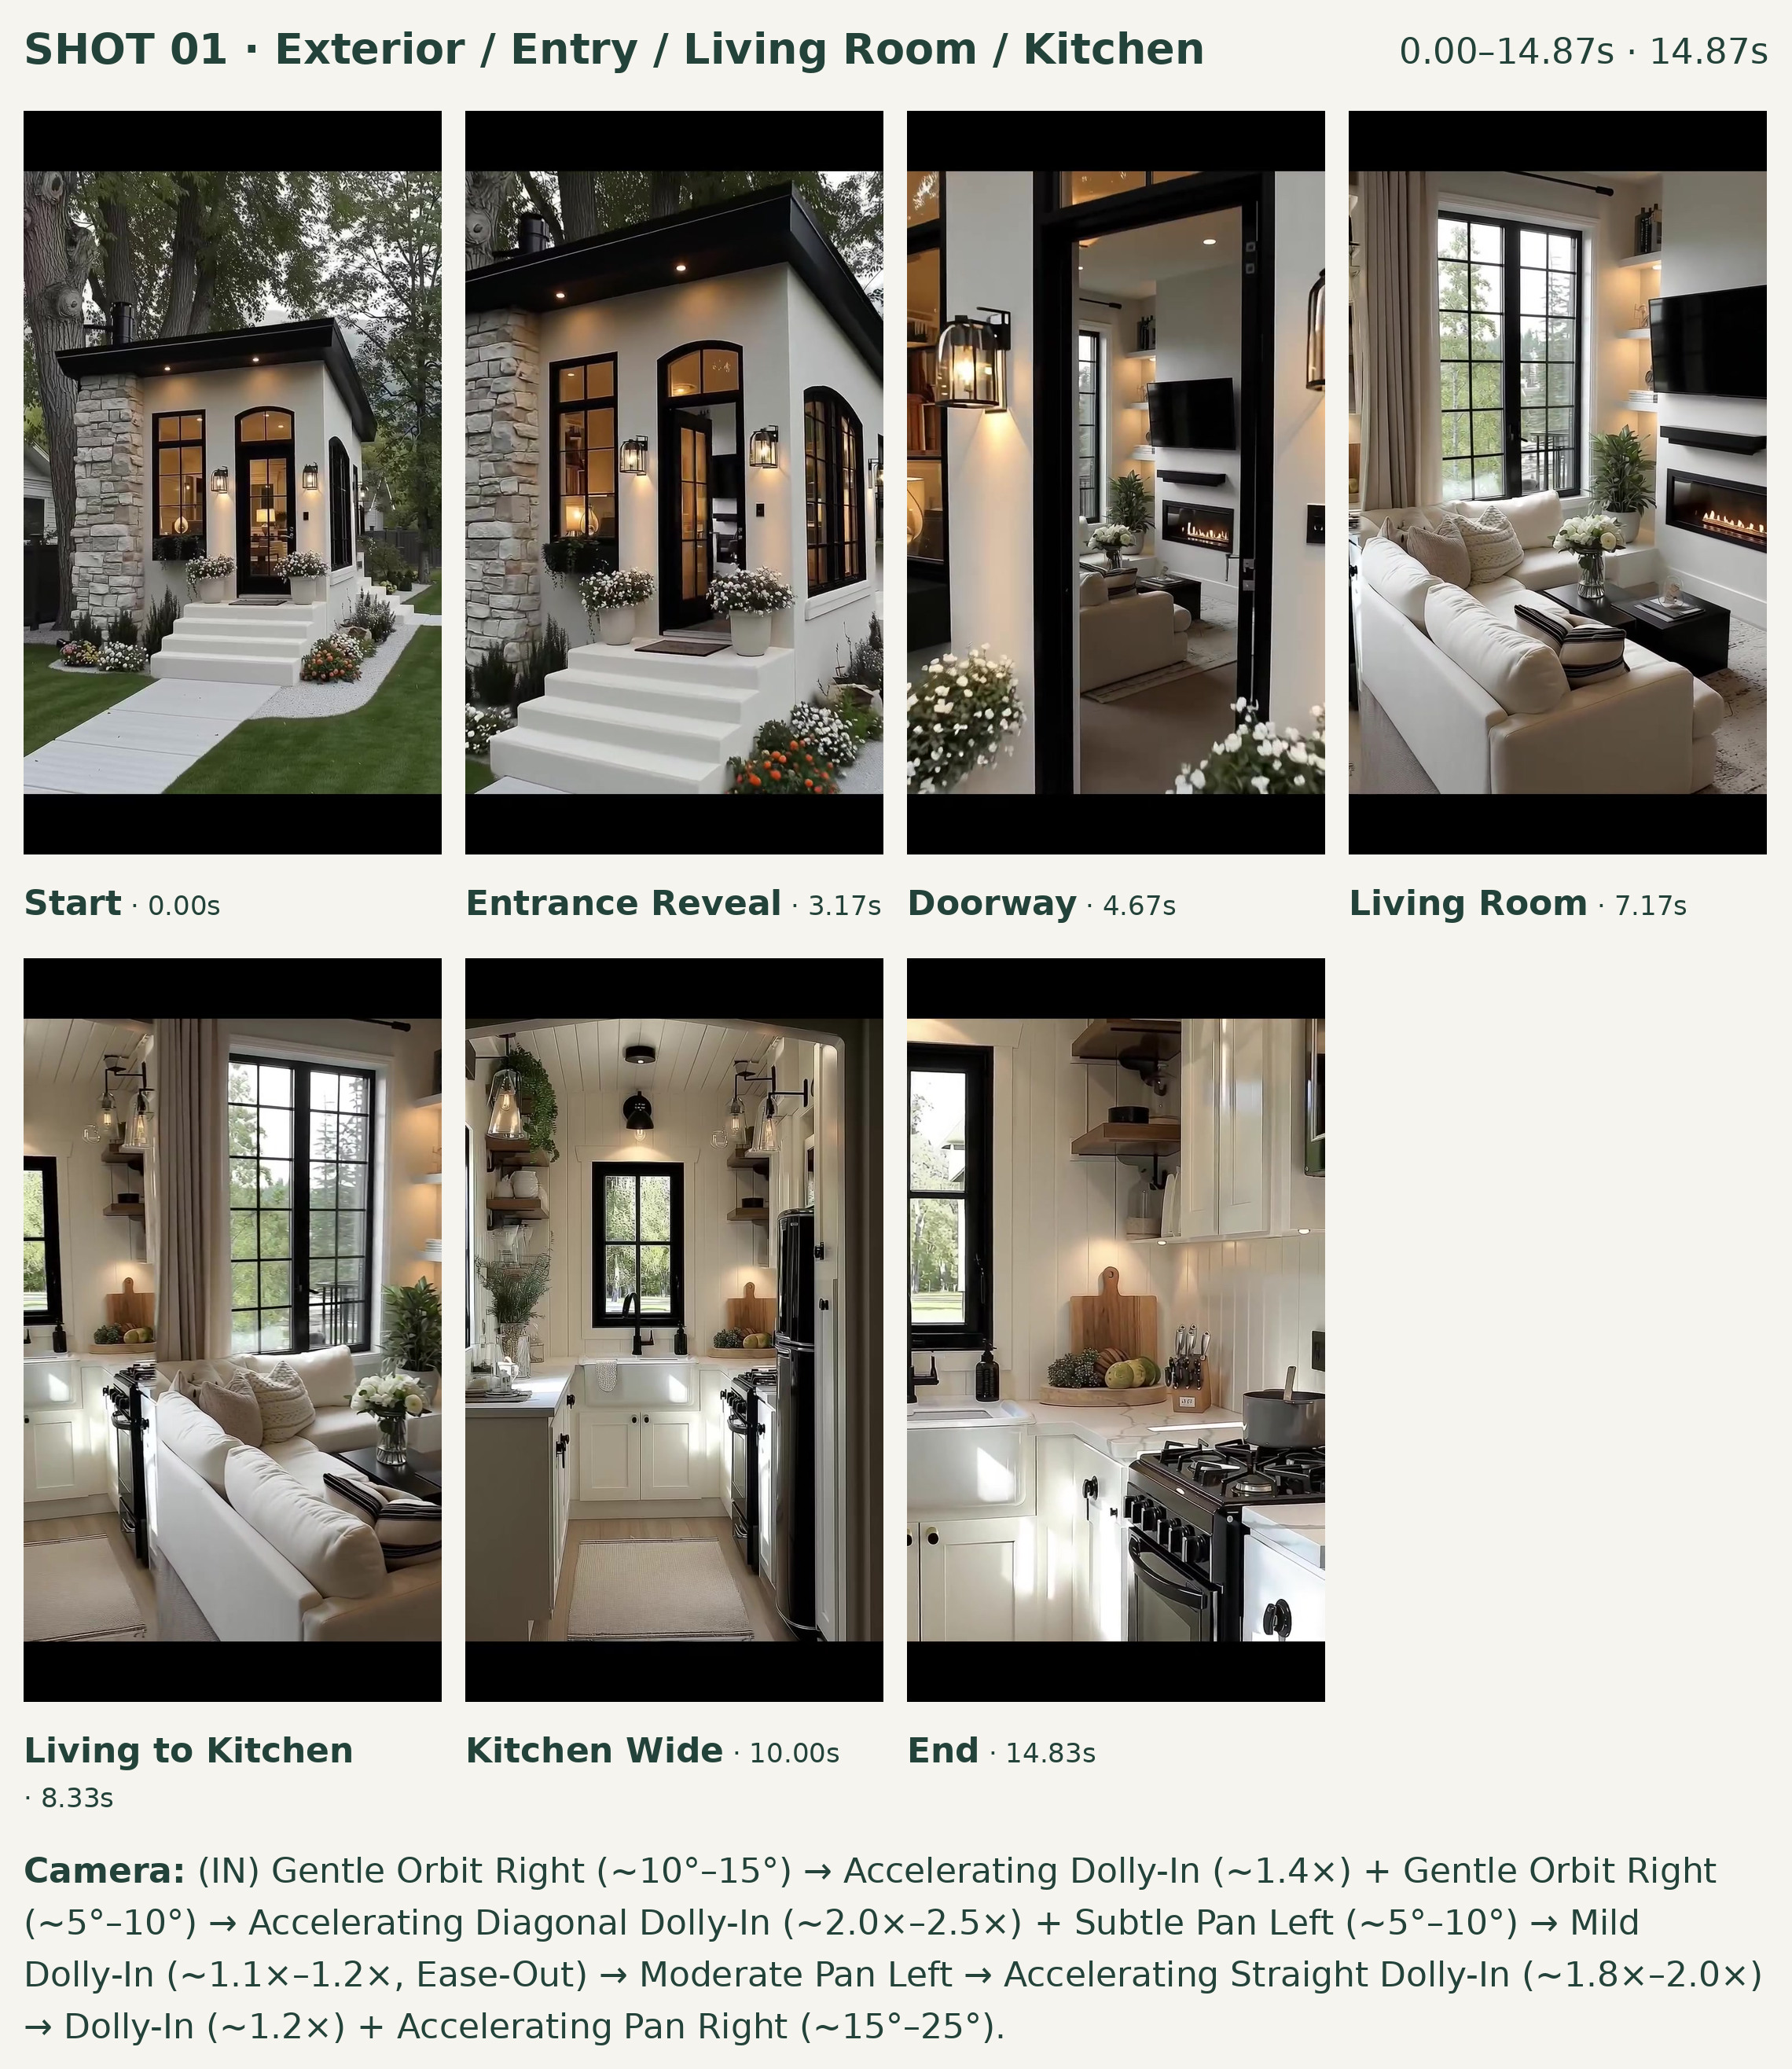 SHOT 01 · Exterior / Entry / Living Room / Kitchen
0.00–14.87s · 14.87s
Start · 0.00s
Entrance Reveal · 3.17s
Doorway · 4.67s
Living Room · 7.17s
Living to Kitchen
· 8.33s
Kitchen Wide · 10.00s
End · 14.83s
Camera: (IN) Gentle Orbit Right (~10°–15°) → Accelerating Dolly-In (~1.4×) + Gentle Orbit Right
(~5°–10°) → Accelerating Diagonal Dolly-In (~2.0×–2.5×) + Subtle Pan Left (~5°–10°) → Mild
Dolly-In (~1.1×–1.2×, Ease-Out) → Moderate Pan Left → Accelerating Straight Dolly-In (~1.8×–2.0×)
→ Dolly-In (~1.2×) + Accelerating Pan Right (~15°–25°).